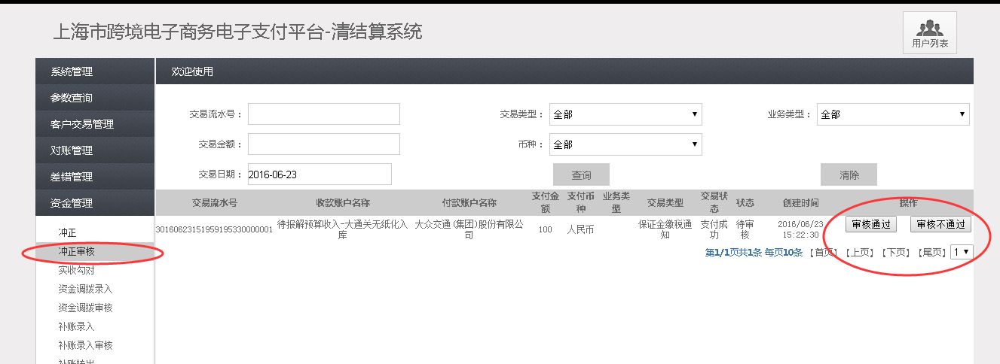 上海市跨境电子商务电子支付平台-清结算系统
用户列表
系统管理
欢迎使用
参数查询
客户交易管理
对账管理
差错管理
资金管理
冲正
冲正审核
实收勾对
资金调拨录入
资金调拨审核
补账录入
补账录入审核
补账转出
交易流水号：
交易类型： 全部
业务类型： 全部
交易金额：
币种： 全部
交易日期： 2016-06-23
查询
清除
交易流水号 收款账户名称 付款账户名称 支付金额 支付币种 业务类型 交易类型 交易状态 状态 创建时间 操作
30160623151959195330000001 待报解预算收入-大通关无纸化入库 大众交通(集团)股份有限公司 100 人民币 保证金缴税通知 支付成功 待审核 2016/06/23 15:22:30 审核通过 审核不通过
第1/1页共1条 每页10条 【首页】【上页】【下页】【尾页】 1